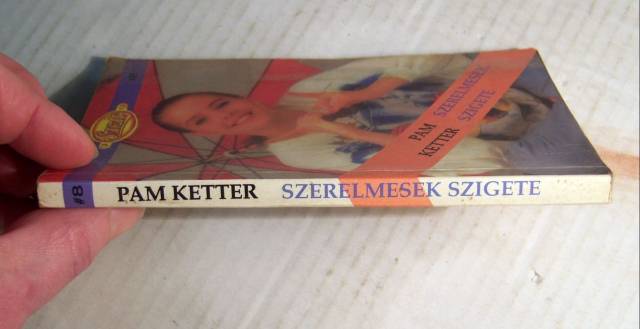 PAM SZERELMESEK
KETTER SZIGETE
#8 PAM KETTER SZERELMESEK SZIGETE